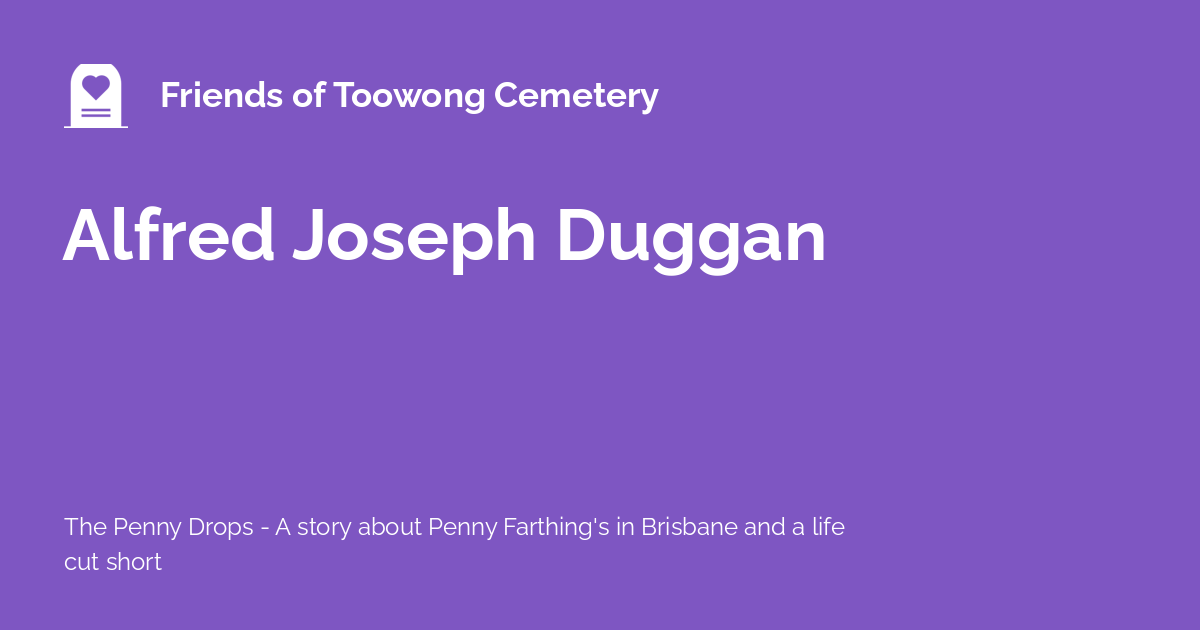 Friends of Toowong Cemetery
Alfred Joseph Duggan
The Penny Drops - A story about Penny Farthing's in Brisbane and a life
cut short